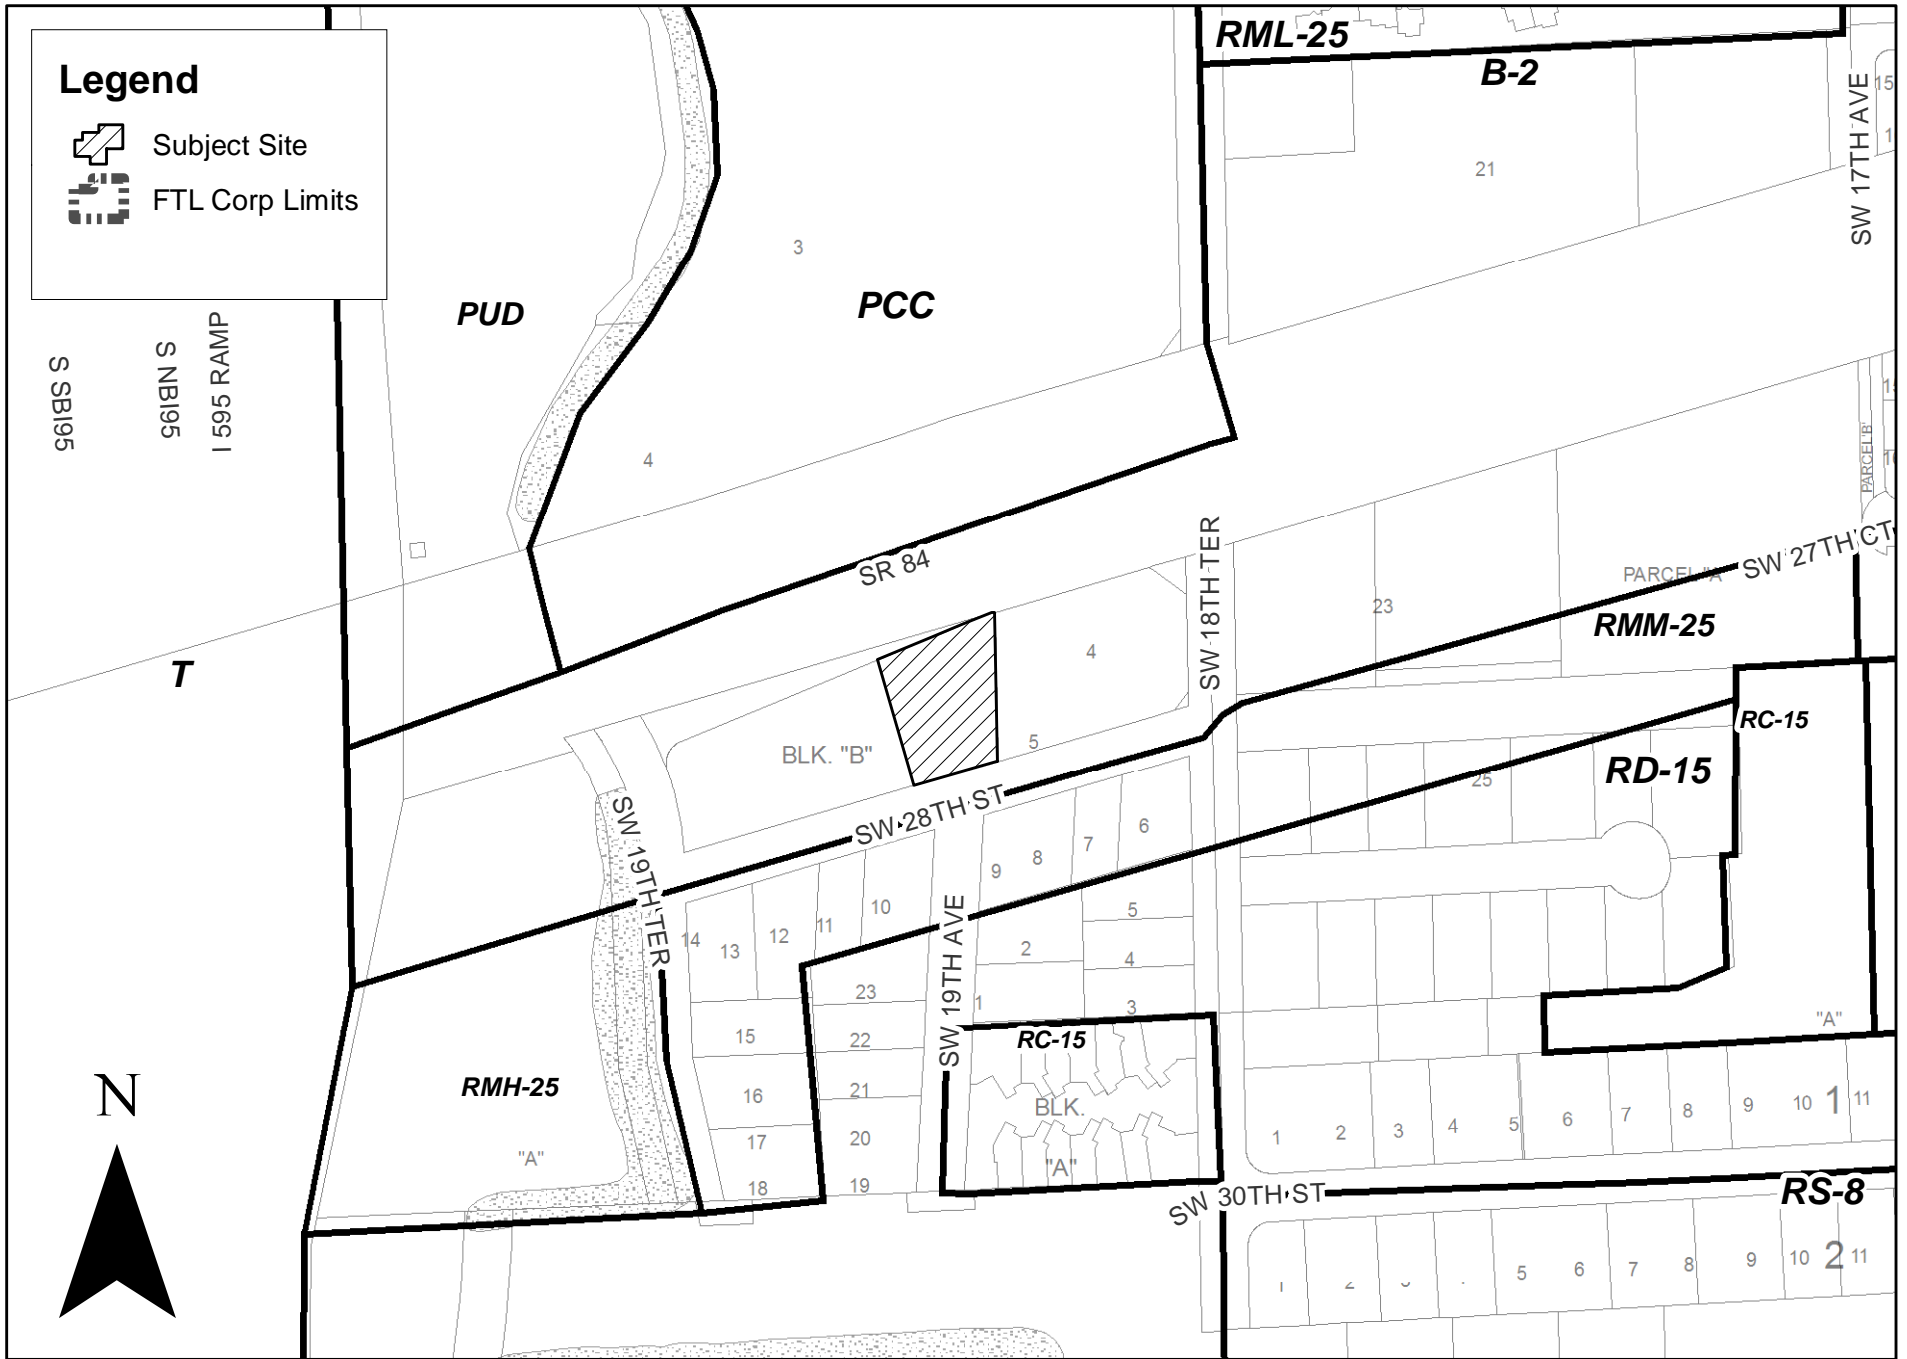 Legend
Subject Site
FTL Corp Limits
RML-25
B-2
SW 17TH AVE
15
1
21
3
PUD
PCC
S SBI95
S NBI95
I 595 RAMP
4
PARCEL'B'
SR 84
SW 18TH TER
SW 27TH CT
PARCEL "A
23
RMM-25
4
T
RC-15
BLK. "B"
5
RD-15
25
SW 28TH ST
SW 19TH TER
6
7
8
9
10
11
12
13
14
SW 19TH AVE
5
2
4
23
1
3
15
22
RC-15
"A"
RMH-25
16
21
BLK.
1 2 3 4 5 6 7 8 9 10 1 11
17
20
"A"
"A"
18
19
SW 30TH ST
RS-8
5 6 7 8 9 10 2 11
N